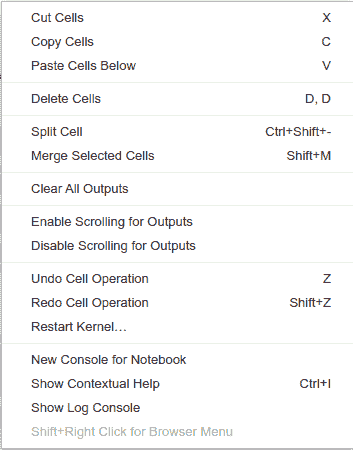 Cut Cells X
Copy Cells C
Paste Cells Below V
Delete Cells D, D
Split Cell Ctrl+Shift+-
Merge Selected Cells Shift+M
Clear All Outputs
Enable Scrolling for Outputs
Disable Scrolling for Outputs
Undo Cell Operation Z
Redo Cell Operation Shift+Z
Restart Kernel…
New Console for Notebook
Show Contextual Help Ctrl+I
Show Log Console
Shift+Right Click for Browser Menu